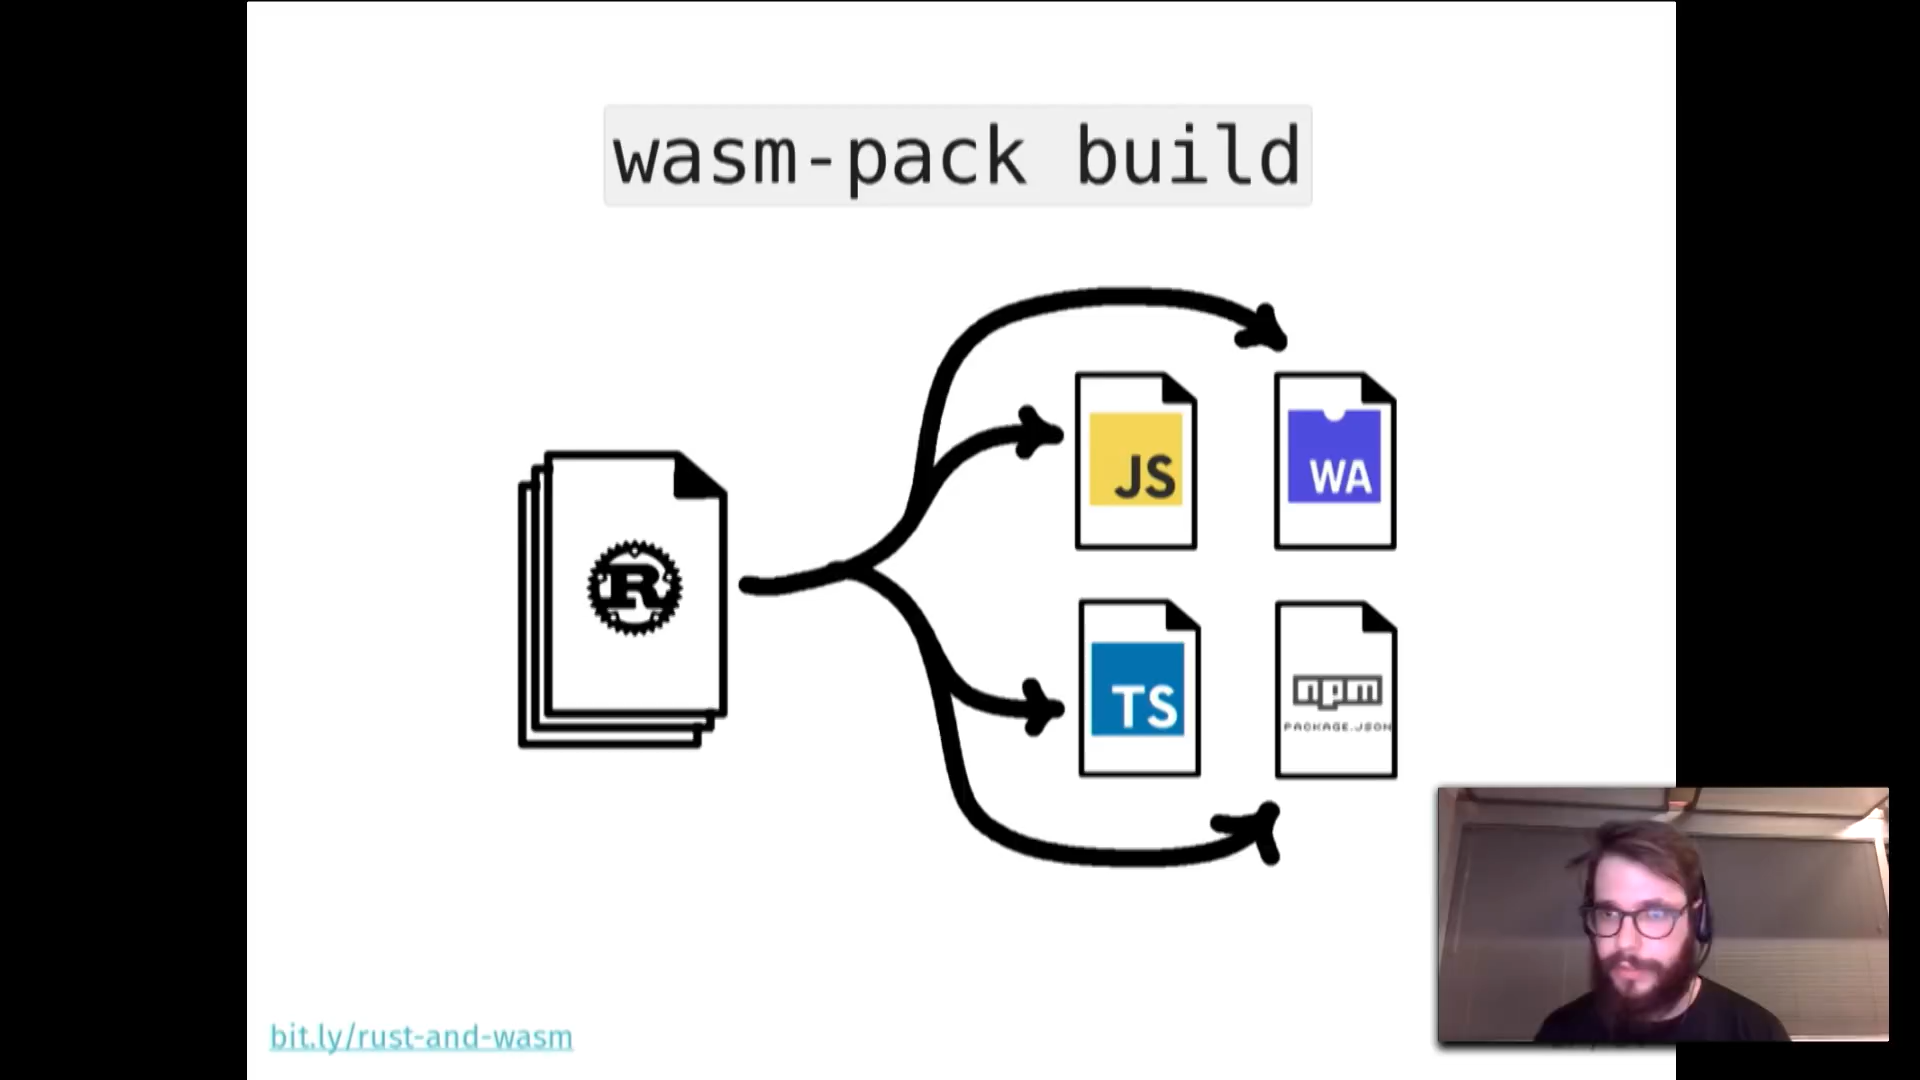 wasm-pack build
JS
WA
R
TS
npm
PACKAGE.JSON
bit.ly/rust-and-wasm